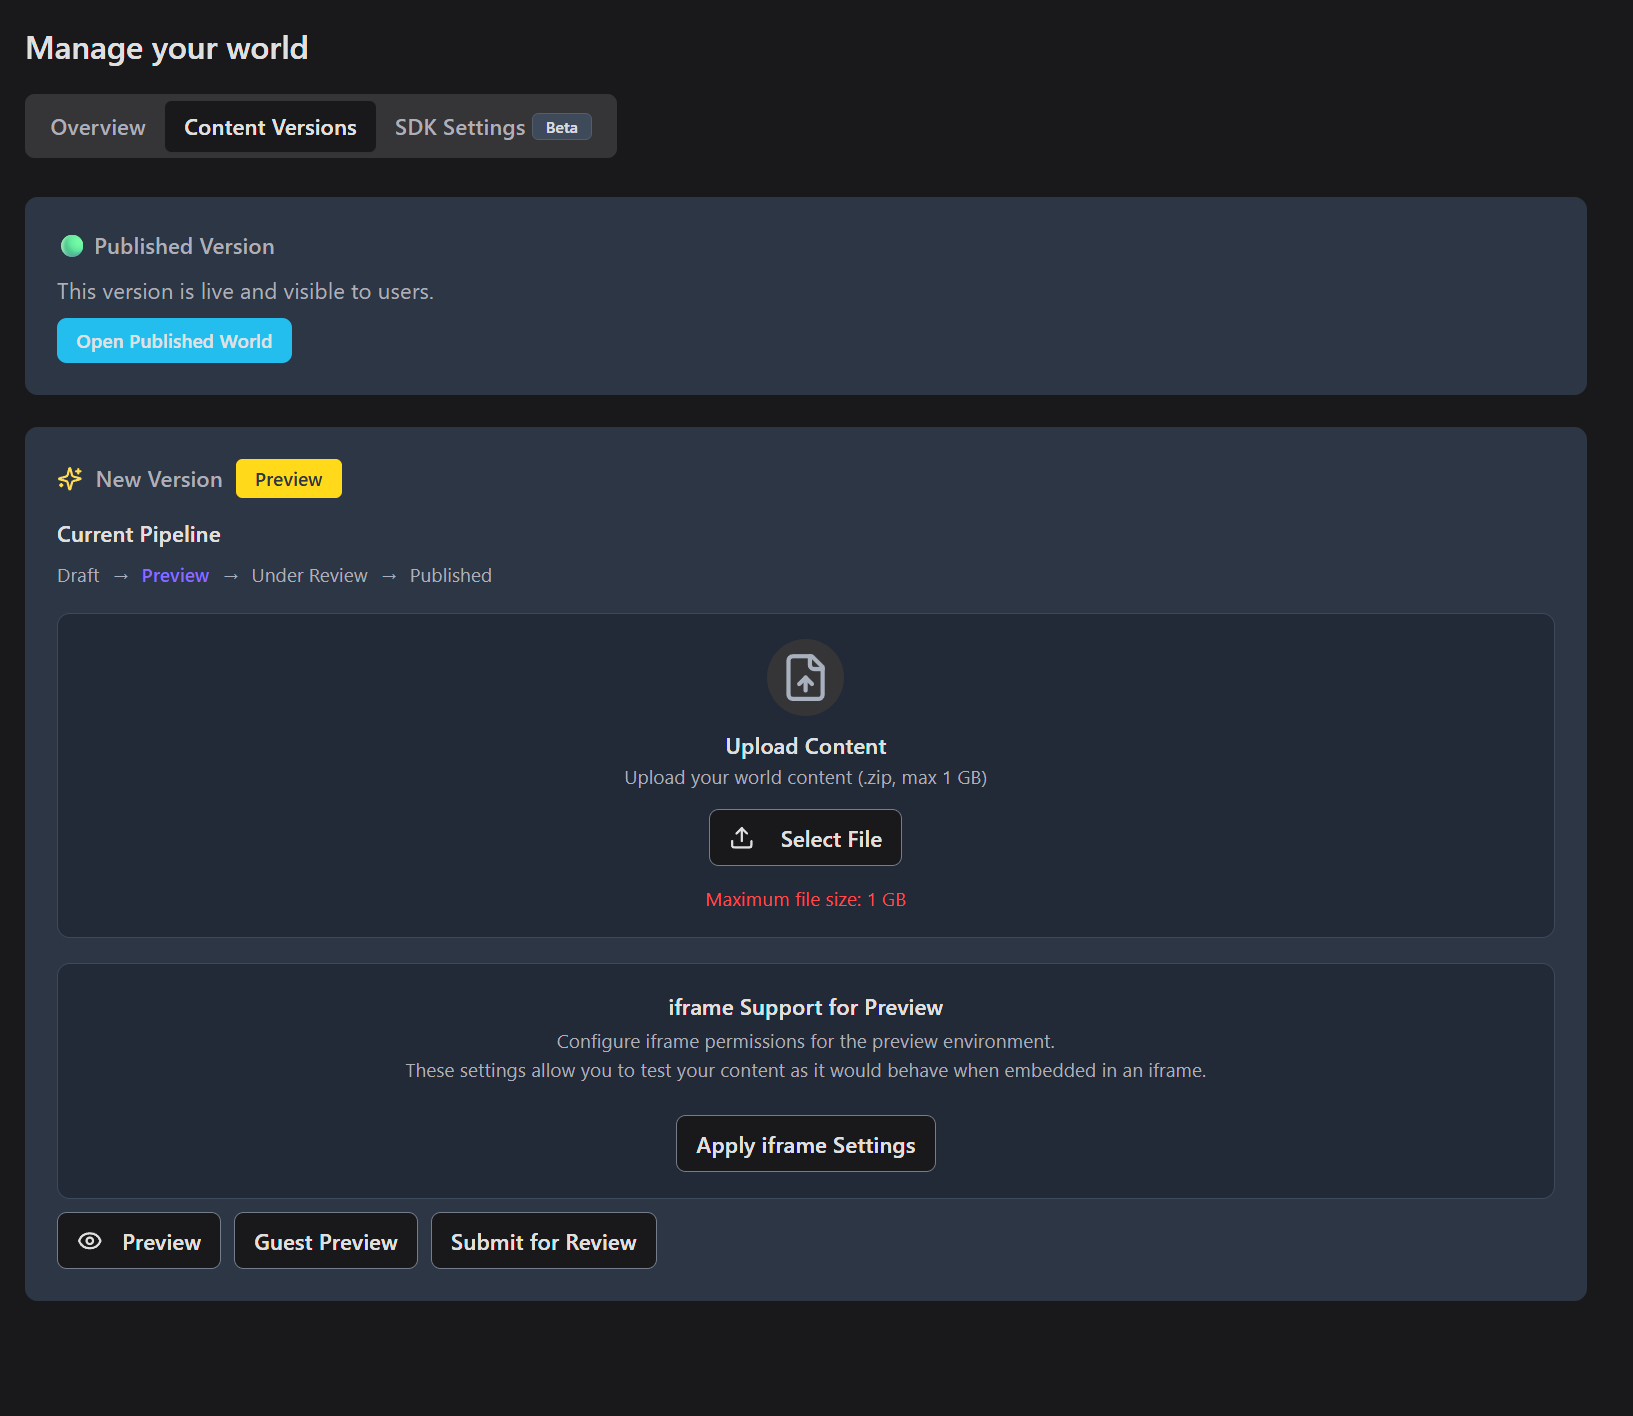 Manage your world
Overview
Content Versions
SDK Settings Beta
Published Version
This version is live and visible to users.
Open Published World
New Version Preview
Current Pipeline
Draft → Preview → Under Review → Published
Upload Content
Upload your world content (.zip, max 1 GB)
Select File
Maximum file size: 1 GB
iframe Support for Preview
Configure iframe permissions for the preview environment.
These settings allow you to test your content as it would behave when embedded in an iframe.
Apply iframe Settings
Preview
Guest Preview
Submit for Review